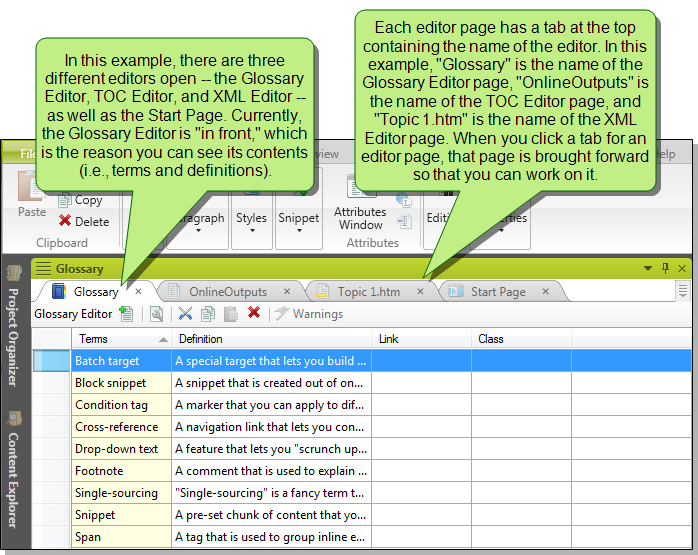 In this example, there are three
different editors open -- the Glossary
Editor, TOC Editor, and XML Editor --
as well as the Start Page. Currently,
the Glossary Editor is "in front," which
is the reason you can see its contents
(i.e., terms and definitions).
Each editor page has a tab at the top
containing the name of the editor. In this
example, "Glossary" is the name of the
Glossary Editor page, "OnlineOutputs" is
the name of the TOC Editor page, and
"Topic 1.htm" is the name of the XML
Editor page. When you click a tab for an
editor page, that page is brought forward
so that you can work on it.
Paste
Copy
Delete
Clipboard
Styles
Snippet
Attributes
Window
Attributes
Project Organizer
Content Explorer
Glossary
Glossary OnlineOutputs Topic 1.htm Start Page
Glossary Editor Warnings
Terms Definition Link Class
Batch target A special target that lets you build ...
Block snippet A snippet that is created out of on...
Condition tag A marker that you can apply to dif...
Cross-reference A navigation link that lets you con...
Drop-down text A feature that lets you "scrunch up...
Footnote A comment that is used to explain ...
Single-sourcing "Single-sourcing" is a fancy term t...
Snippet A pre-set chunk of content that yo...
Span A tag that is used to group inline e...